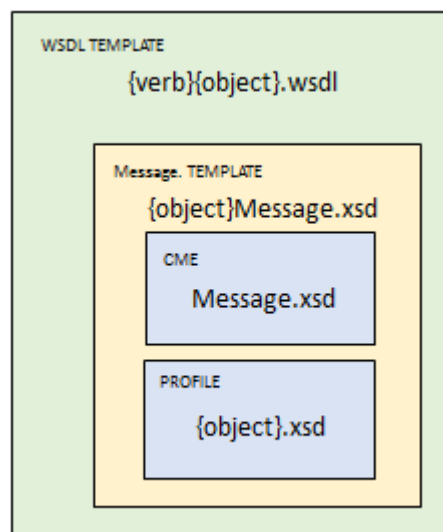 WSDL TEMPLATE
{verb}{object}.wsdl
Message. TEMPLATE
{object}Message.xsd
CME
Message.xsd
PROFILE
{object}.xsd